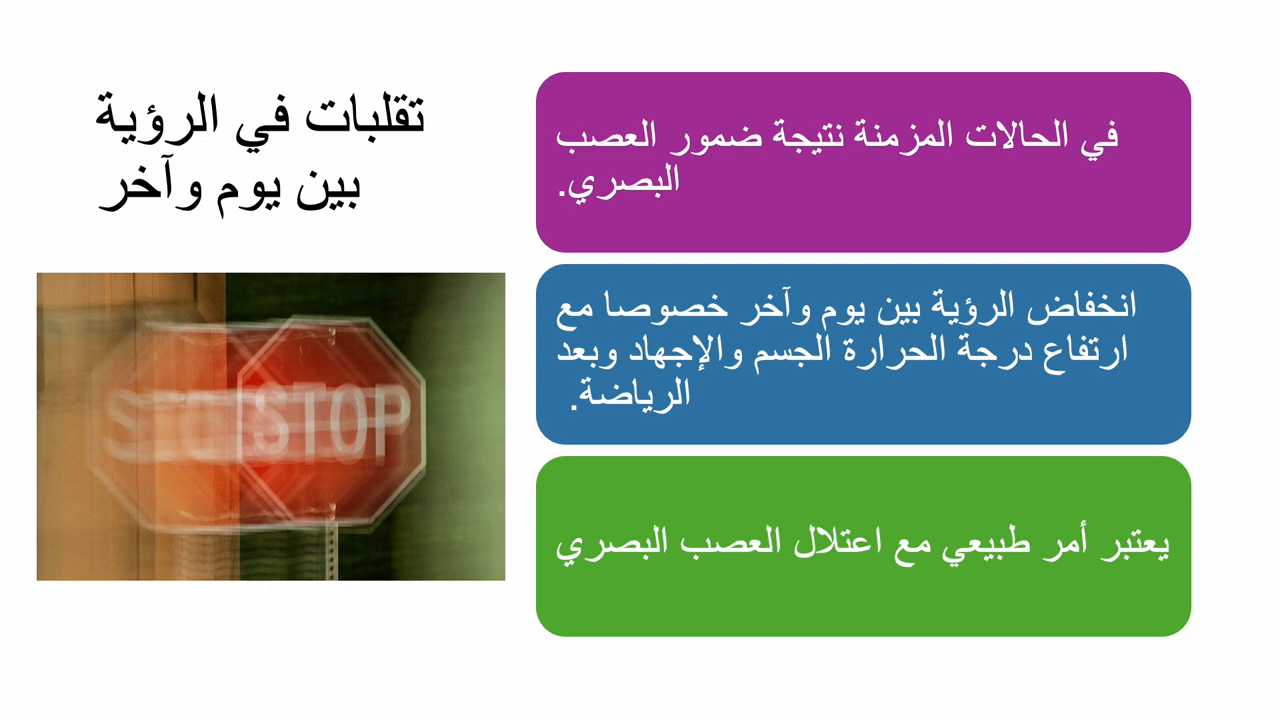 تقلبات في الرؤية
بين يوم وآخر
في الحالات المزمنة نتيجة ضمور العصب
البصري.
انخفاض الرؤية بين يوم وآخر خصوصا مع
ارتفاع درجة الحرارة الجسم والإجهاد وبعد
الرياضة.
يعتبر أمر طبيعي مع اعتلال العصب البصري
STOP